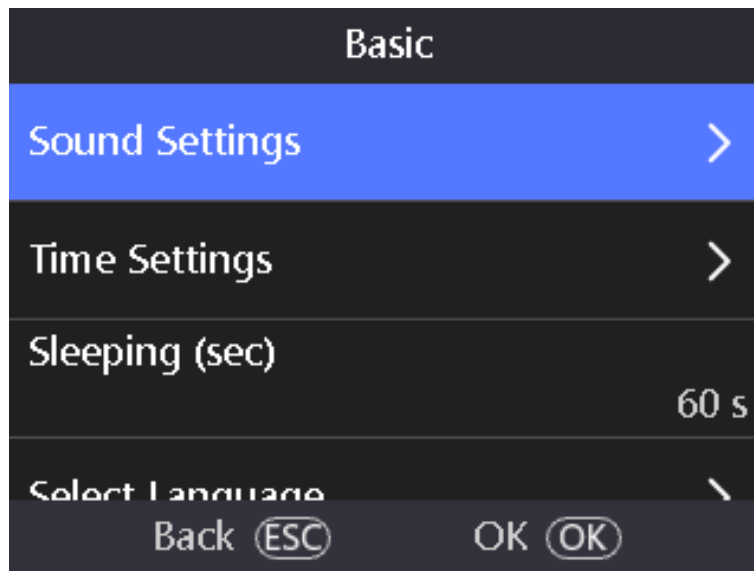 Basic
Sound Settings
Time Settings
Sleeping (sec)
60 s
Select Language
Back ESC OK OK